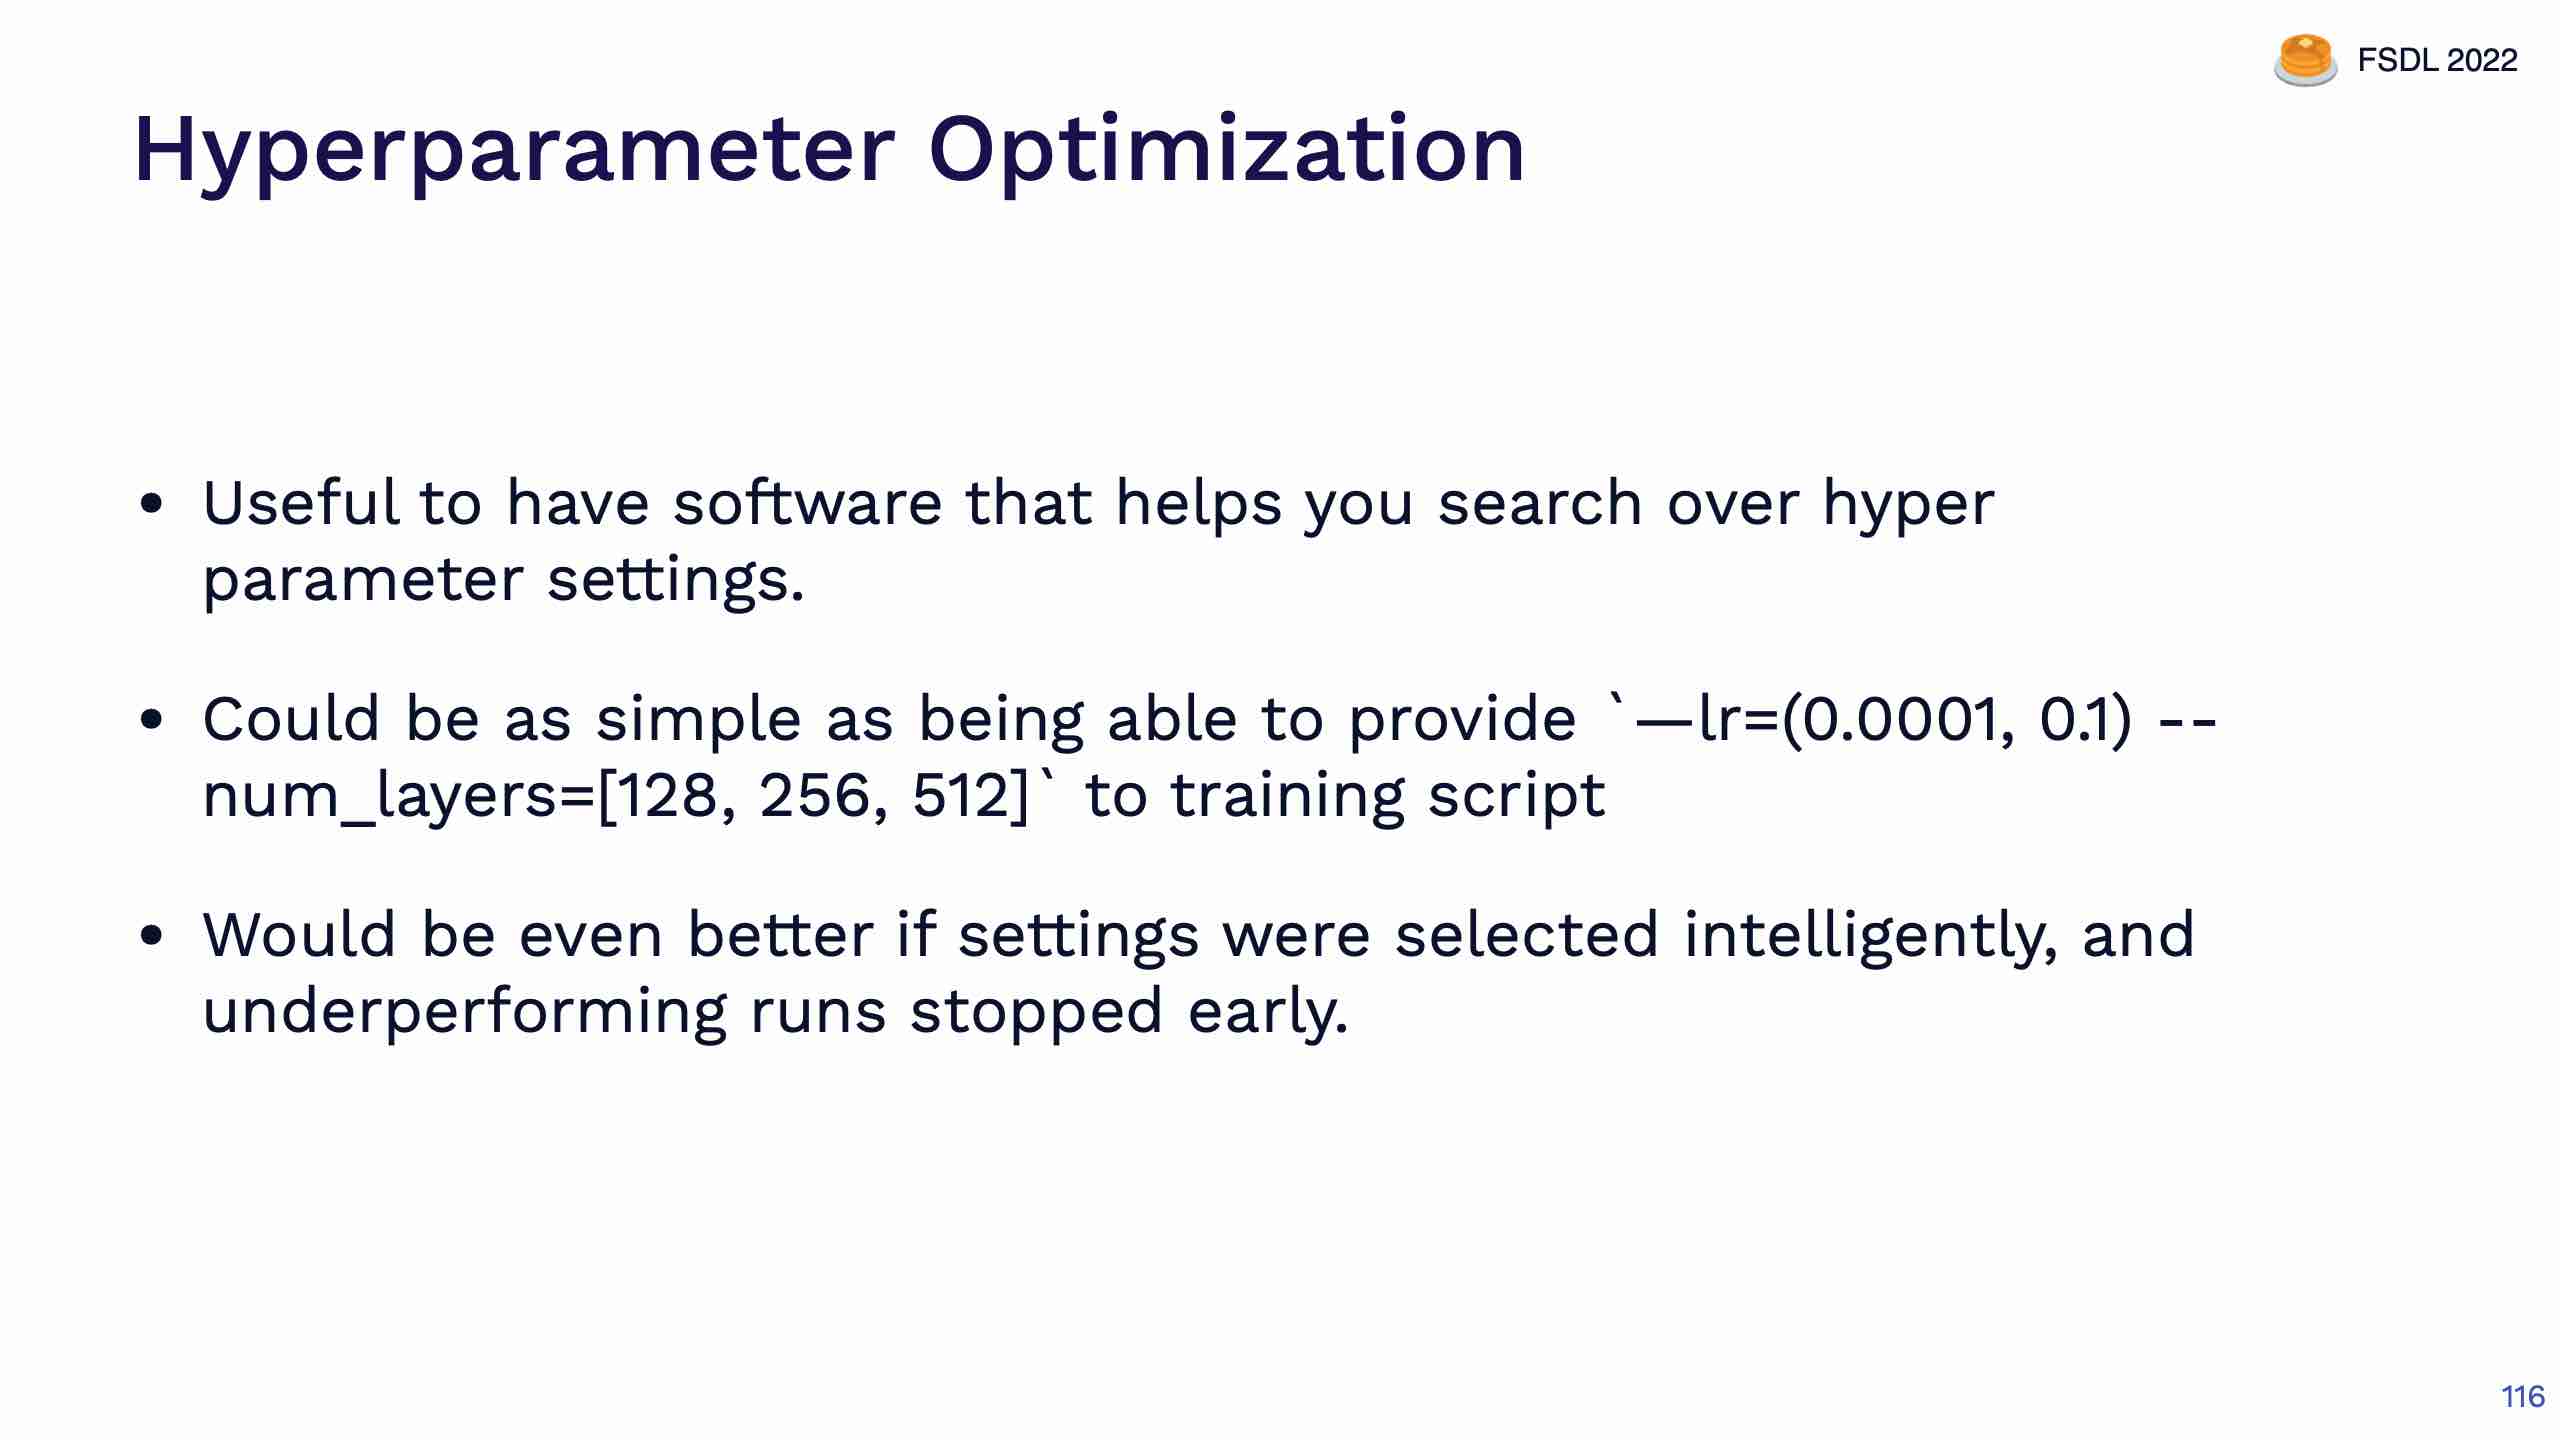 FSDL 2022
Hyperparameter Optimization
• Useful to have software that helps you search over hyper
parameter settings.
• Could be as simple as being able to provide `—lr=(0.0001, 0.1) --
num_layers=[128, 256, 512]` to training script
• Would be even better if settings were selected intelligently, and
underperforming runs stopped early.
116